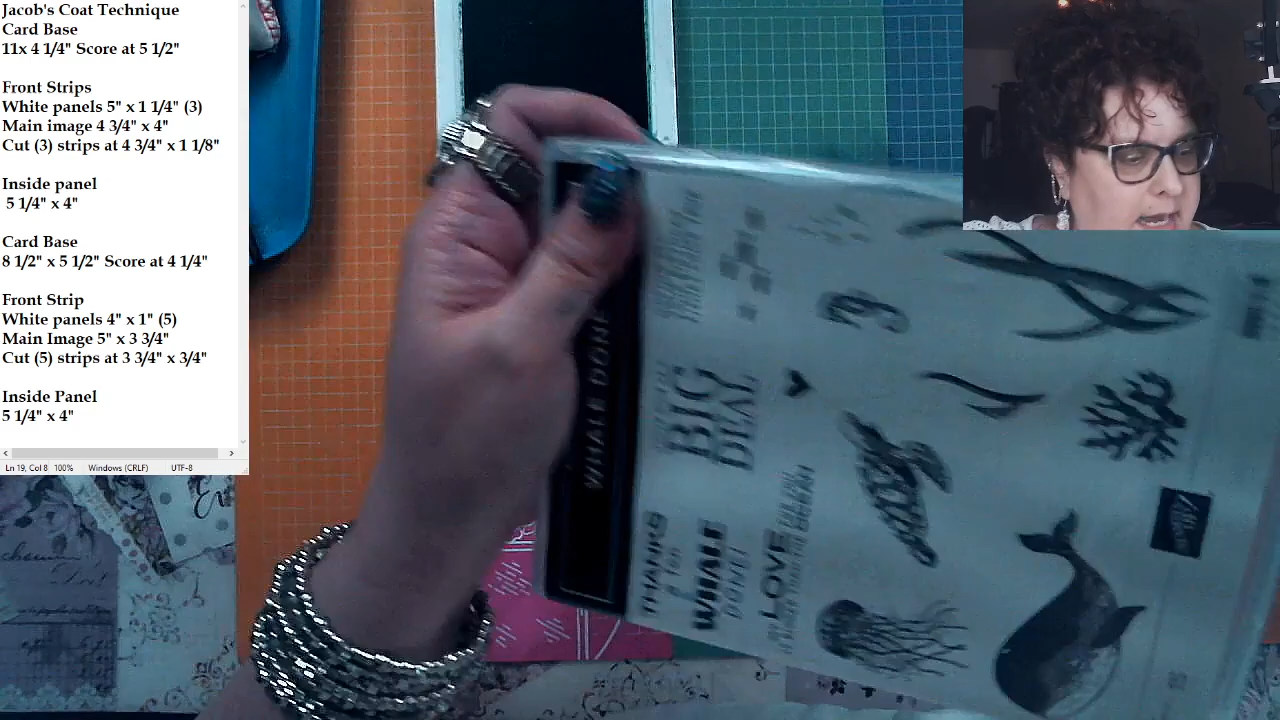 Jacob's Coat Technique
Card Base
11x 4 1/4" Score at 5 1/2"
Front Strips
White panels 5" x 1 1/4" (3)
Main image 4 3/4" x 4"
Cut (3) strips at 4 3/4" x 1 1/8"
Inside panel
5 1/4" x 4"
Card Base
8 1/2" x 5 1/2" Score at 4 1/4"
Front Strip
White panels 4" x 1" (5)
Main Image 5" x 3 3/4"
Cut (5) strips at 3 3/4" x 3/4"
Inside Panel
5 1/4" x 4"
Ln 19, Col 8 100% Windows (CRLF) UTF-8
WHALE DONE
BIG
DEAL
THANKS
WHALE
DONE!
LOVE